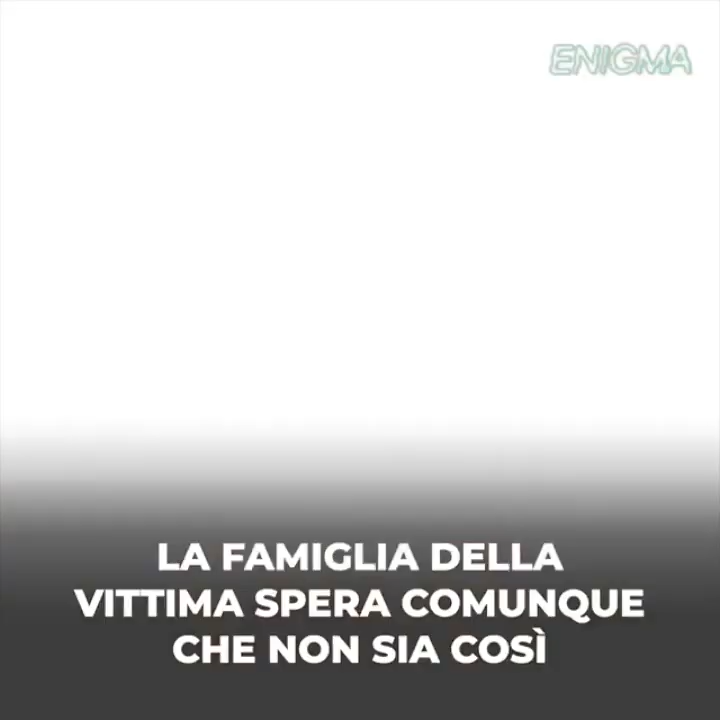 ENIGMA
LA FAMIGLIA DELLA
VITTIMA SPERA COMUNQUE
CHE NON SIA COSÌ